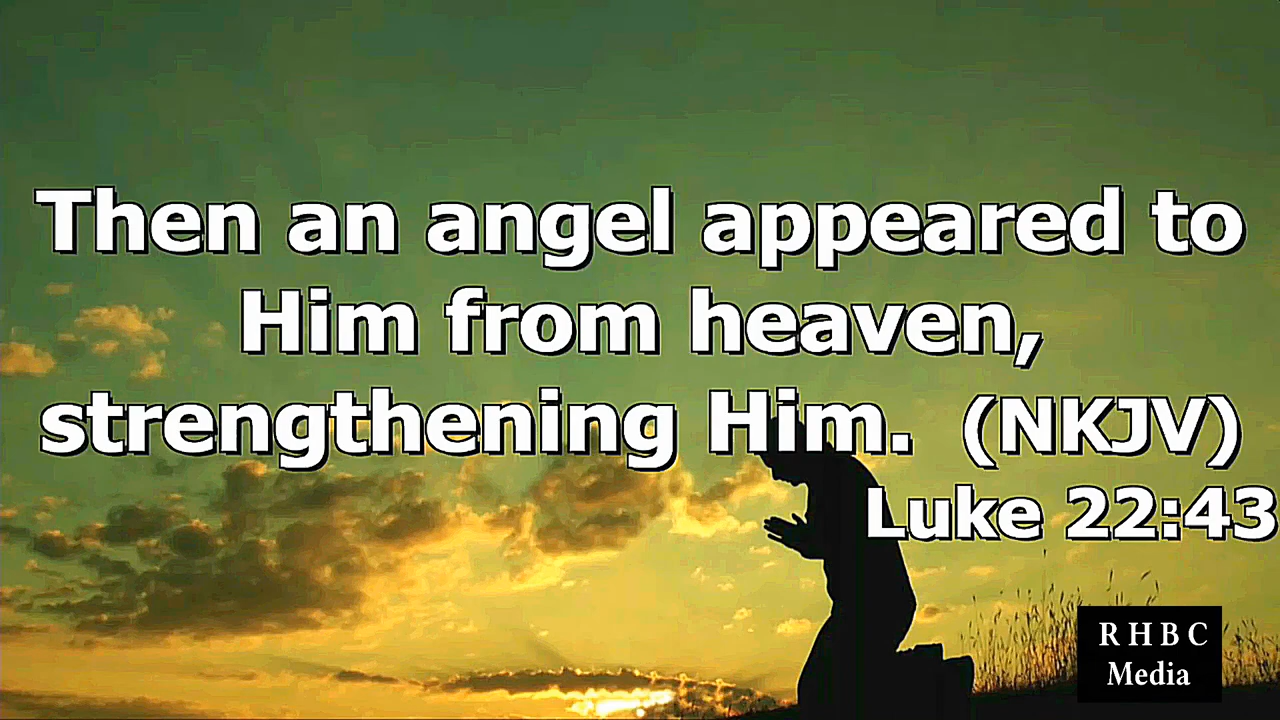 Then an angel appeared to
Him from heaven,
strengthening Him. (NKJV)
Luke 22:43
R H B C
Media